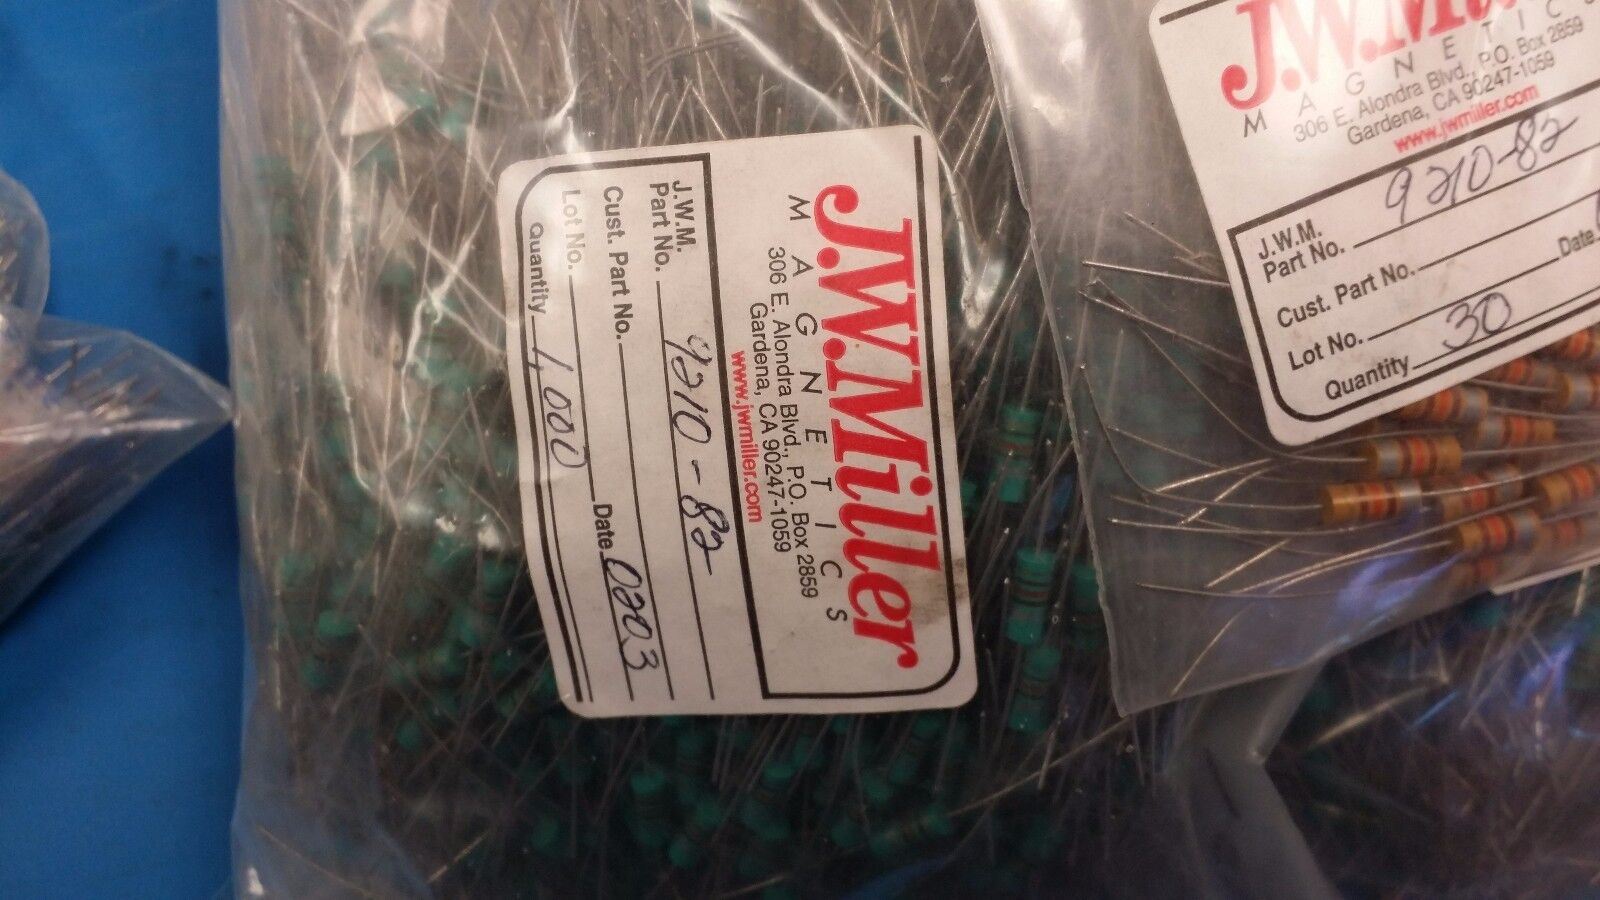 J.W.Miller
MAGNETICS
306 E. Alondra Blvd., P.O. Box 2859
Gardena, CA 90247-1059
www.jwmiller.com
J.W.M.
Part No. 9210-82
Cust. Part No.
Lot No. Date 0203
Quantity 1,000
J.W.
MAGNETICS
306 E. Alondra Blvd., P.O. Box 2859
Gardena, CA 90247-1059
www.jwmiller.com
J.W.M.
Part No. 9210-82
Cust. Part No.
Lot No. Date
Quantity 30